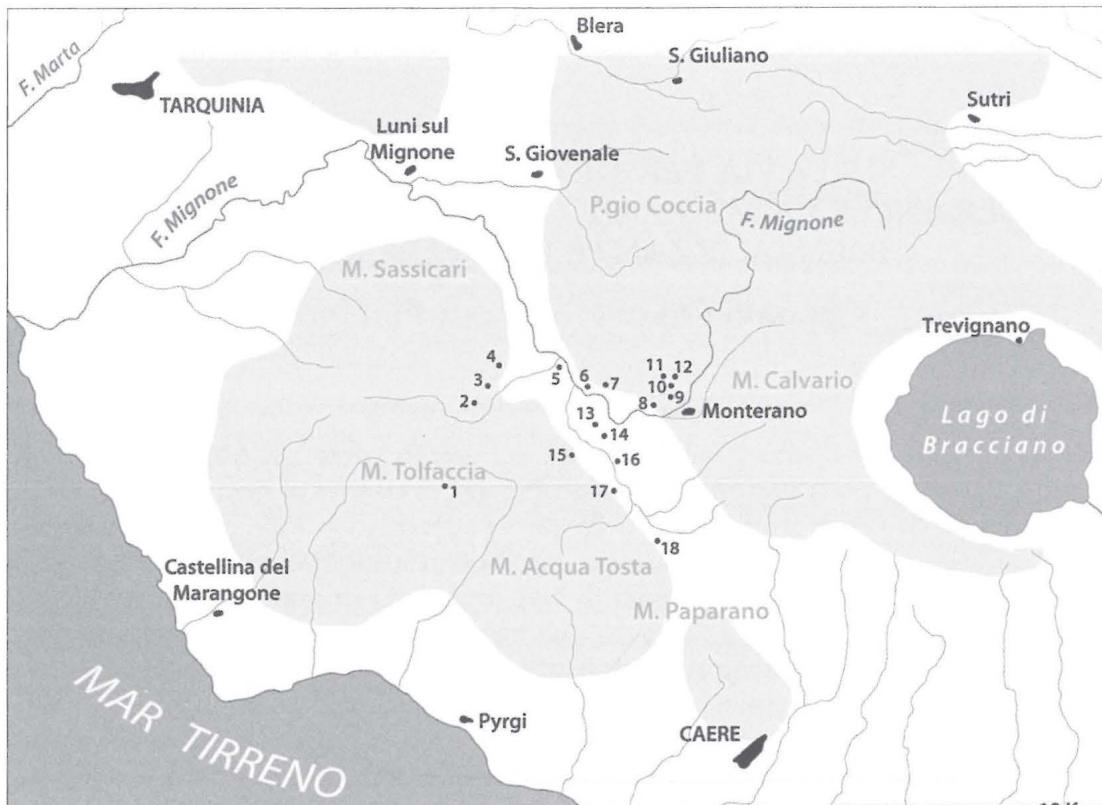 Blera
F. Marta
S. Giuliano
TARQUINIA
Sutri
Luni sul
Mignone
S. Giovenale
F. Mignone
P.gio Coccia
F. Mignone
M. Sassicari
Trevignano
4
5
6
7
11
12
3
10
M. Calvario
2
8
9
Monterano
Lago di
Bracciano
13
14
15
16
M. Tolfaccia
1
17
18
Castellina del
Marangone
M. Acqua Tosta
M. Paparano
MAR TIRRENO
Pyrgi
CAERE